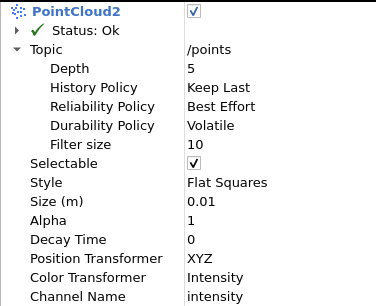 PointCloud2
Status: Ok
Topic /points
Depth 5
History Policy Keep Last
Reliability Policy Best Effort
Durability Policy Volatile
Filter size 10
Selectable
Style Flat Squares
Size (m) 0.01
Alpha 1
Decay Time 0
Position Transformer XYZ
Color Transformer Intensity
Channel Name intensity